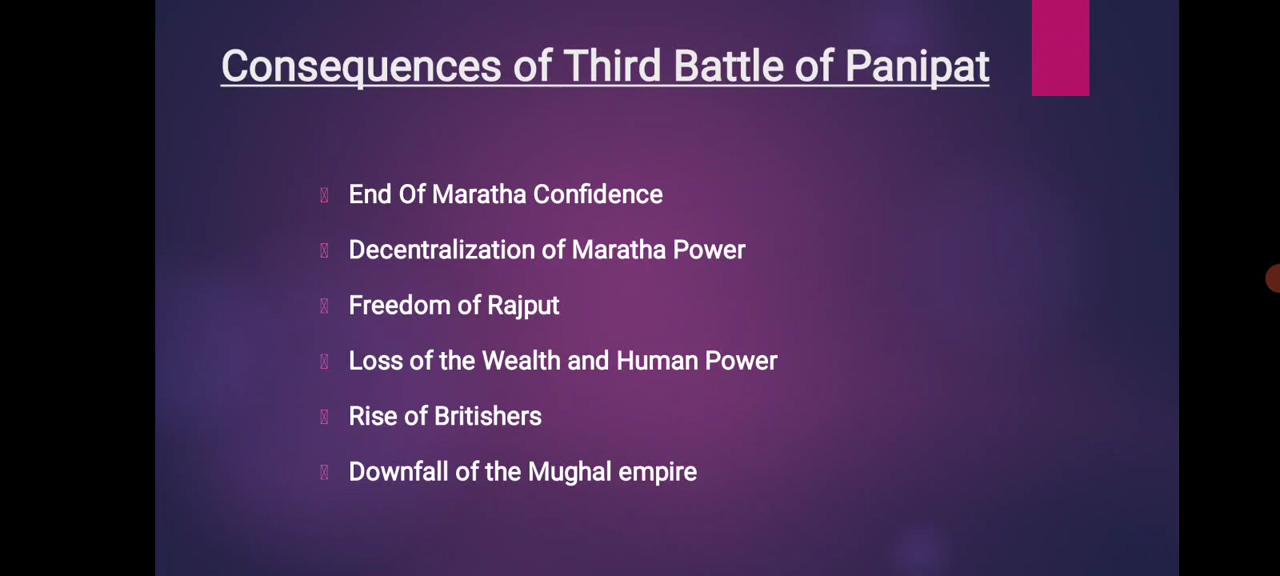 Consequences of Third Battle of Panipat
End Of Maratha Confidence
Decentralization of Maratha Power
Freedom of Rajput
Loss of the Wealth and Human Power
Rise of Britishers
Downfall of the Mughal empire